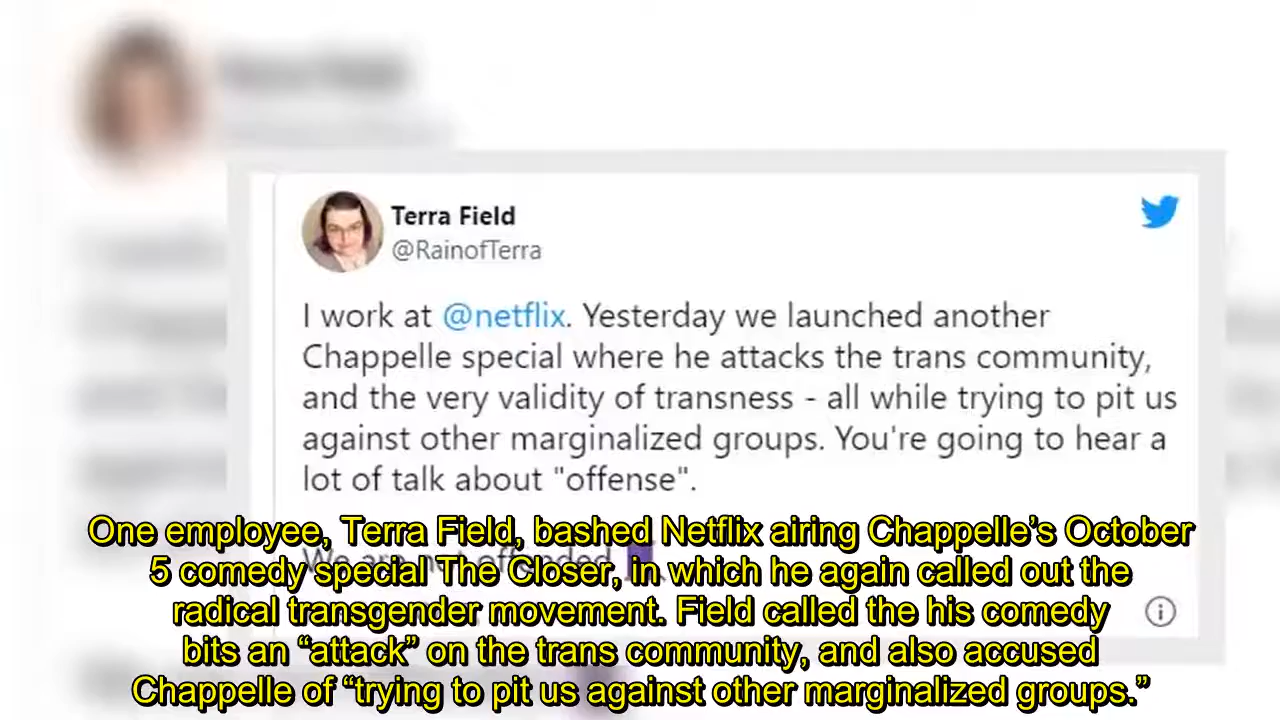 Terra Field
@RainofTerra
I work at @netflix. Yesterday we launched another
Chappelle special where he attacks the trans community,
and the very validity of transness - all while trying to pit us
against other marginalized groups. You're going to hear a
lot of talk about "offense".
We are not offended
One employee, Terra Field, bashed Netflix airing Chappelle’s October
5 comedy special The Closer, in which he again called out the
radical transgender movement. Field called the his comedy
bits an “attack” on the trans community, and also accused
Chappelle of “trying to pit us against other marginalized groups.”